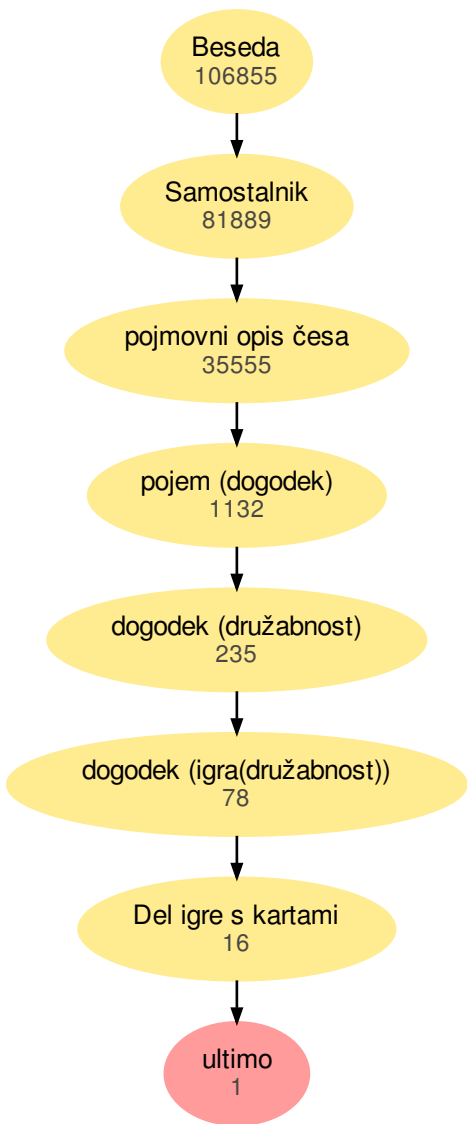 Beseda
106855
Samostalnik
81889
pojmovni opis česa
35555
pojem (dogodek)
1132
dogodek (družabnost)
235
dogodek (igra(družabnost))
78
Del igre s kartami
16
ultimo
1